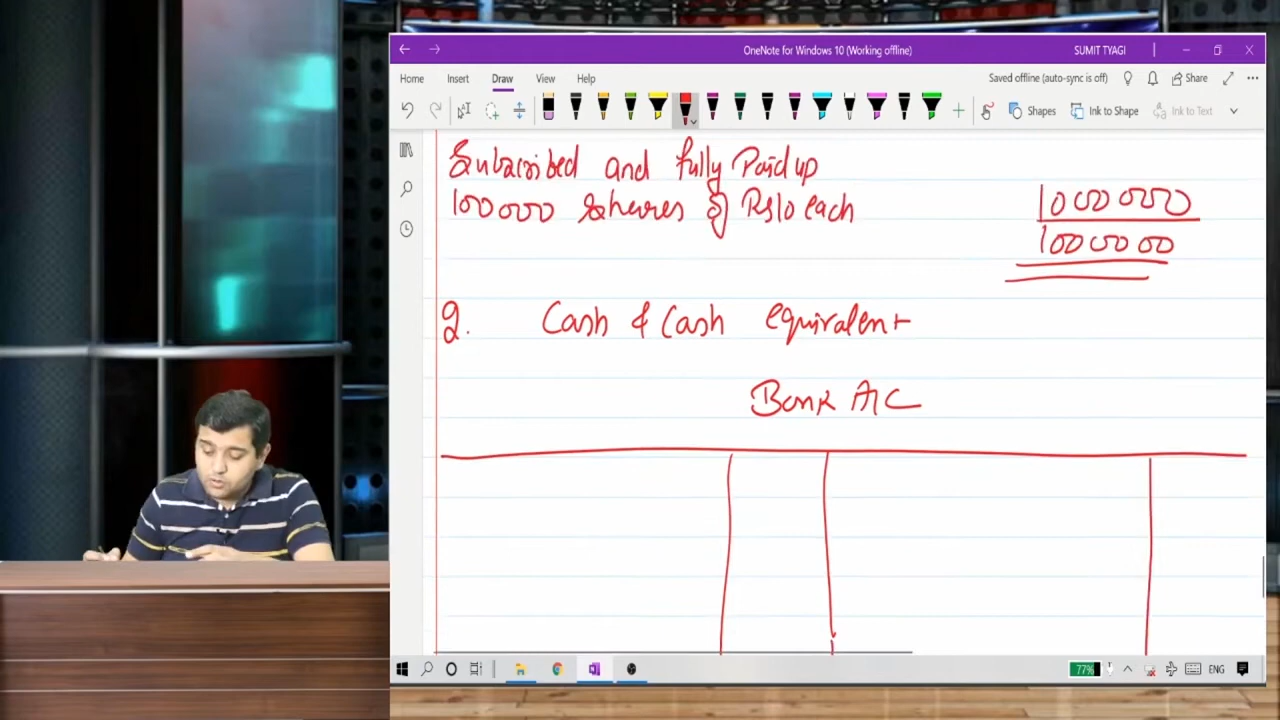 OneNote for Windows 10 (Working offline)
SUMIT TYAGI
Home Insert Draw View Help
Saved offline (auto-sync is off)
Share
Shapes
Ink to Shape
Ink to Text
Subscribed and fully Paid up
100000 shares of Rs10 each
1000000
1000000
2. Cash & Cash equivalent
Bank A/C
77%
ENG